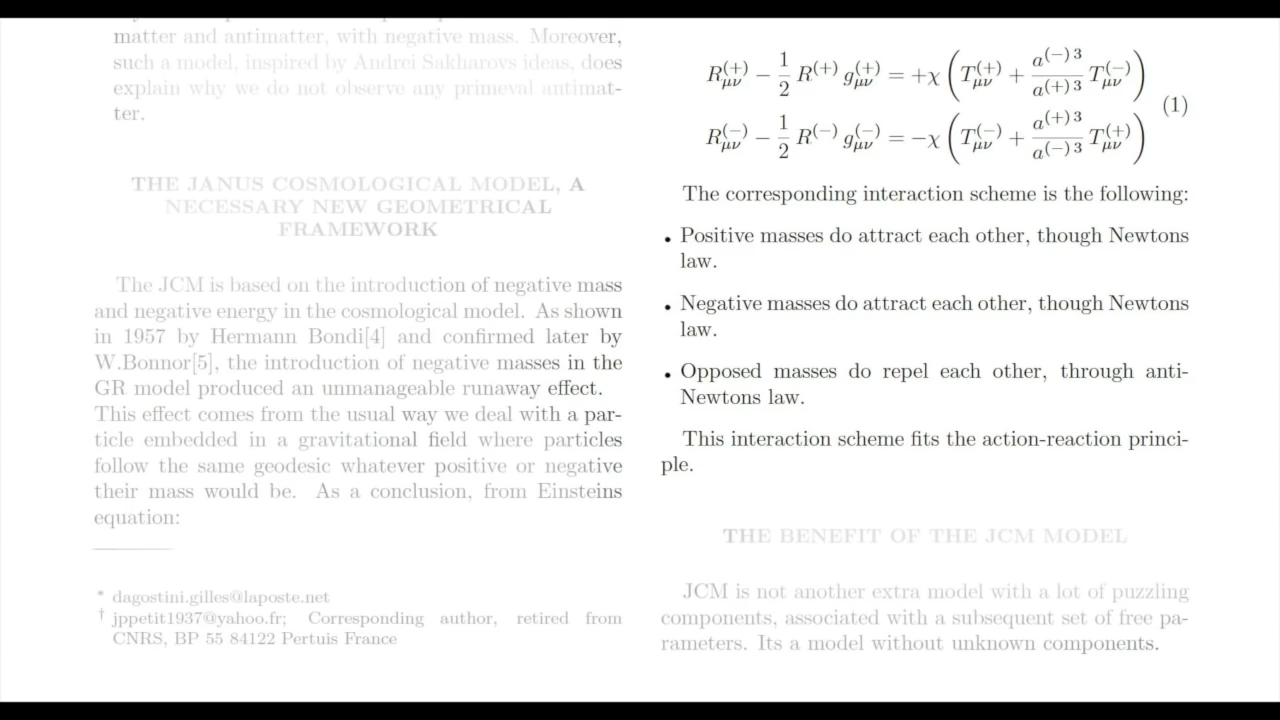 matter and antimatter, with negative mass. Moreover,
such a model, inspired by Andrei Sakharovs ideas, does
explain why we do not observe any primeval antimat-
ter.
THE JANUS COSMOLOGICAL MODEL, A
NECESSARY NEW GEOMETRICAL
FRAMEWORK
The JCM is based on the introduction of negative mass
and negative energy in the cosmological model. As shown
in 1957 by Hermann Bondi[4] and confirmed later by
W.Bonnor[5], the introduction of negative masses in the
GR model produced an unmanageable runaway effect.
This effect comes from the usual way we deal with a par-
ticle embedded in a gravitational field where particles
follow the same geodesic whatever positive or negative
their mass would be. As a conclusion, from Einsteins
equation:
* dagostini.gilles@laposte.net
† jppetit1937@yahoo.fr; Corresponding author, retired from
CNRS, BP 55 84122 Pertuis France
R_{μν}^{(+)} − 1/2 R^{(+)} g_{μν}^{(+)} = +χ ( T_{μν}^{(+)} + a^{(−) 3}/a^{(+) 3} T_{μν}^{(−)} )
R_{μν}^{(−)} − 1/2 R^{(−)} g_{μν}^{(−)} = −χ ( T_{μν}^{(−)} + a^{(+) 3}/a^{(−) 3} T_{μν}^{(+)} )
(1)
The corresponding interaction scheme is the following:
• Positive masses do attract each other, though Newtons
law.
• Negative masses do attract each other, though Newtons
law.
• Opposed masses do repel each other, through anti-
Newtons law.
This interaction scheme fits the action-reaction princi-
ple.
THE BENEFIT OF THE JCM MODEL
JCM is not another extra model with a lot of puzzling
components, associated with a subsequent set of free pa-
rameters. Its a model without unknown components.